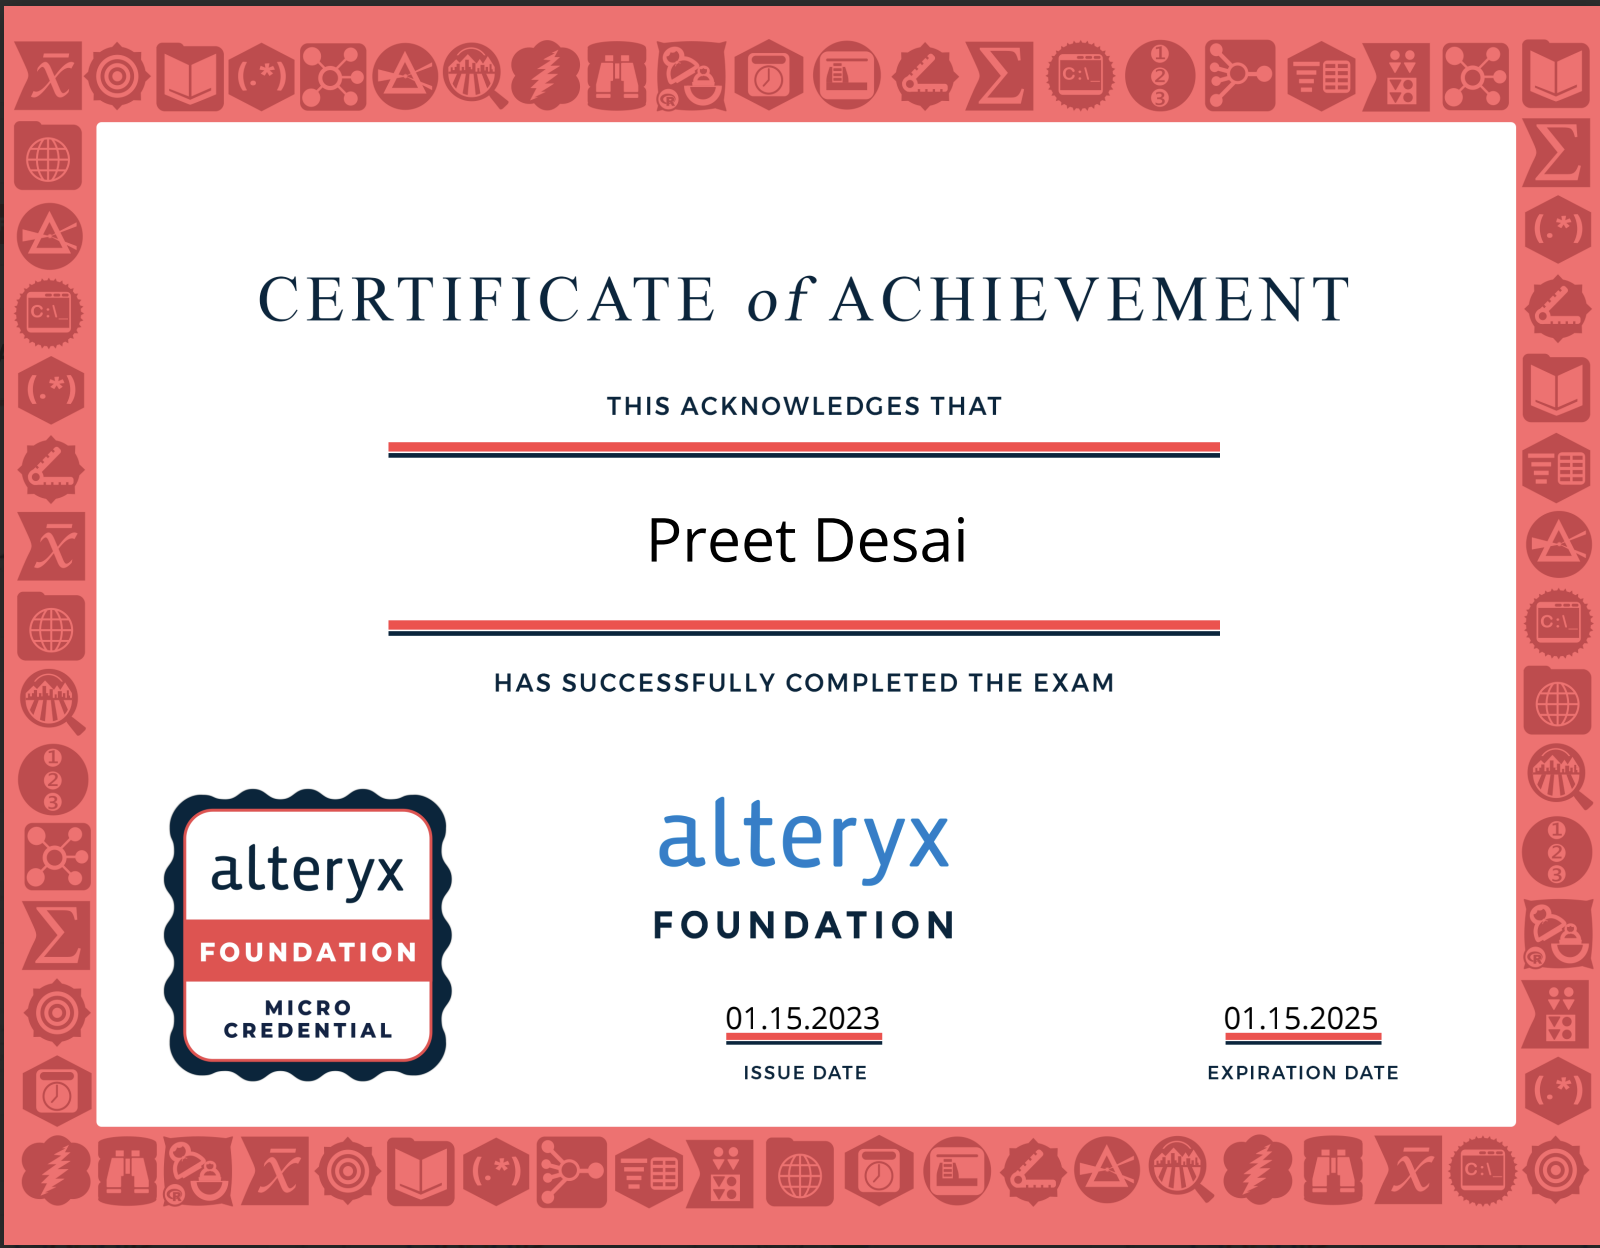 CERTIFICATE of ACHIEVEMENT
THIS ACKNOWLEDGES THAT
Preet Desai
HAS SUCCESSFULLY COMPLETED THE EXAM
alteryx
FOUNDATION
MICRO
CREDENTIAL
alteryx
FOUNDATION
01.15.2023
ISSUE DATE
01.15.2025
EXPIRATION DATE